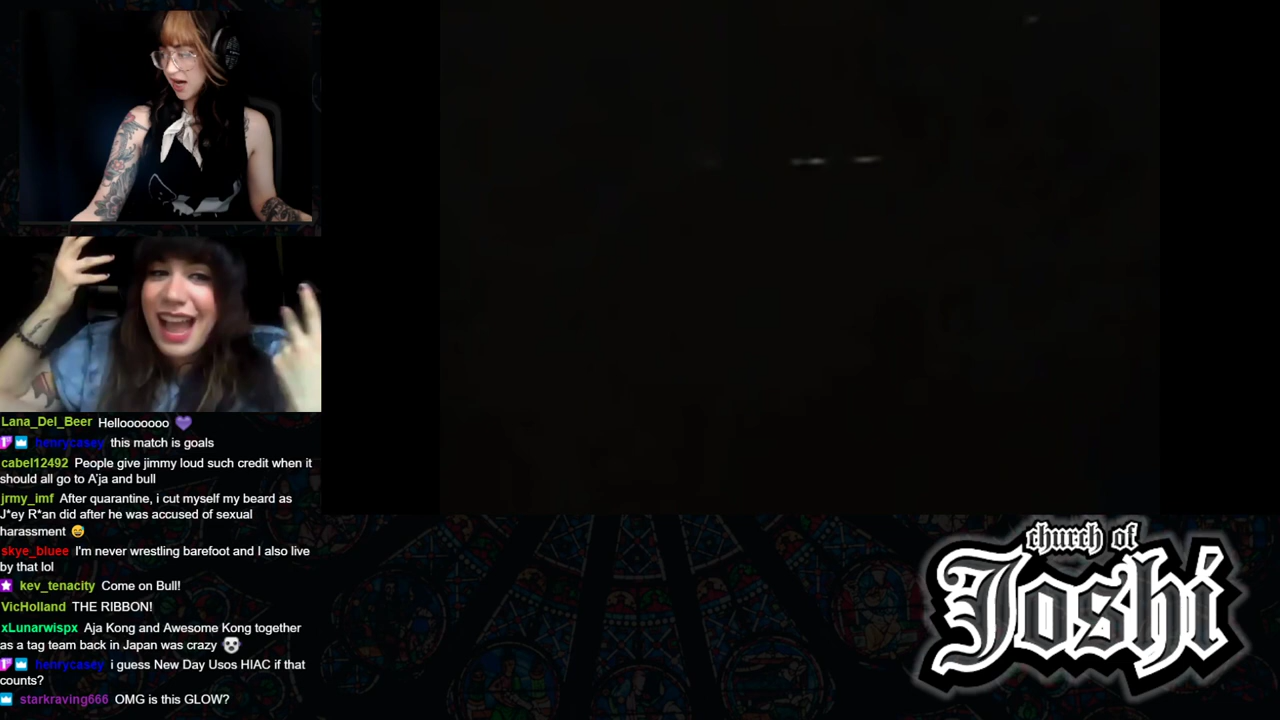 Lana_Del_Beer Hellooooooo
henrycasey this match is goals
cabel12492 People give jimmy loud such credit when it
should all go to A'ja and bull
jrmy_imf After quarantine, i cut myself my beard as
J*ey R*an did after he was accused of sexual
harassment
skye_bluee I'm never wrestling barefoot and I also live
by that lol
kev_tenacity Come on Bull!
VicHolland THE RIBBON!
xLunarwispx Aja Kong and Awesome Kong together
as a tag team back in Japan was crazy
henrycasey i guess New Day Usos HIAC if that
counts?
starkraving666 OMG is this GLOW?
church of
Joshi